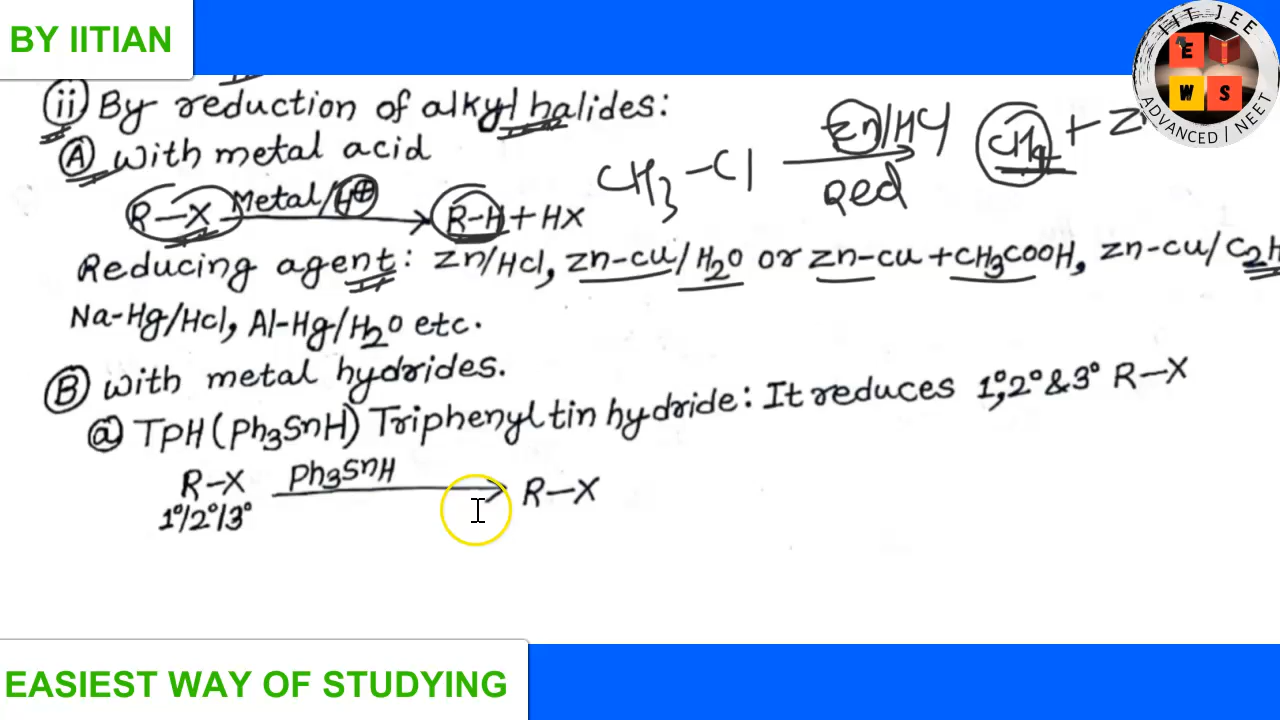 BY IITIAN
IIT JEE
E
W S
ADVANCED | NEET
ii By reduction of alkyl halides:
A with metal acid
CH3-Cl Zn/HCl Red CH4 + Zn
R-X Metal/H⊕ R-H + HX
Reducing agent: Zn/Hcl, zn-cu/H2O or zn-cu+CH3COOH, zn-cu/C2H
Na-Hg/Hcl, Al-Hg/H2O etc.
B with metal hydrides.
a TPH (Ph3SnH) Triphenyl tin hydride: It reduces 1°,2°&3° R-X
R-X Ph3SnH R-X
1°/2°/3°
EASIEST WAY OF STUDYING